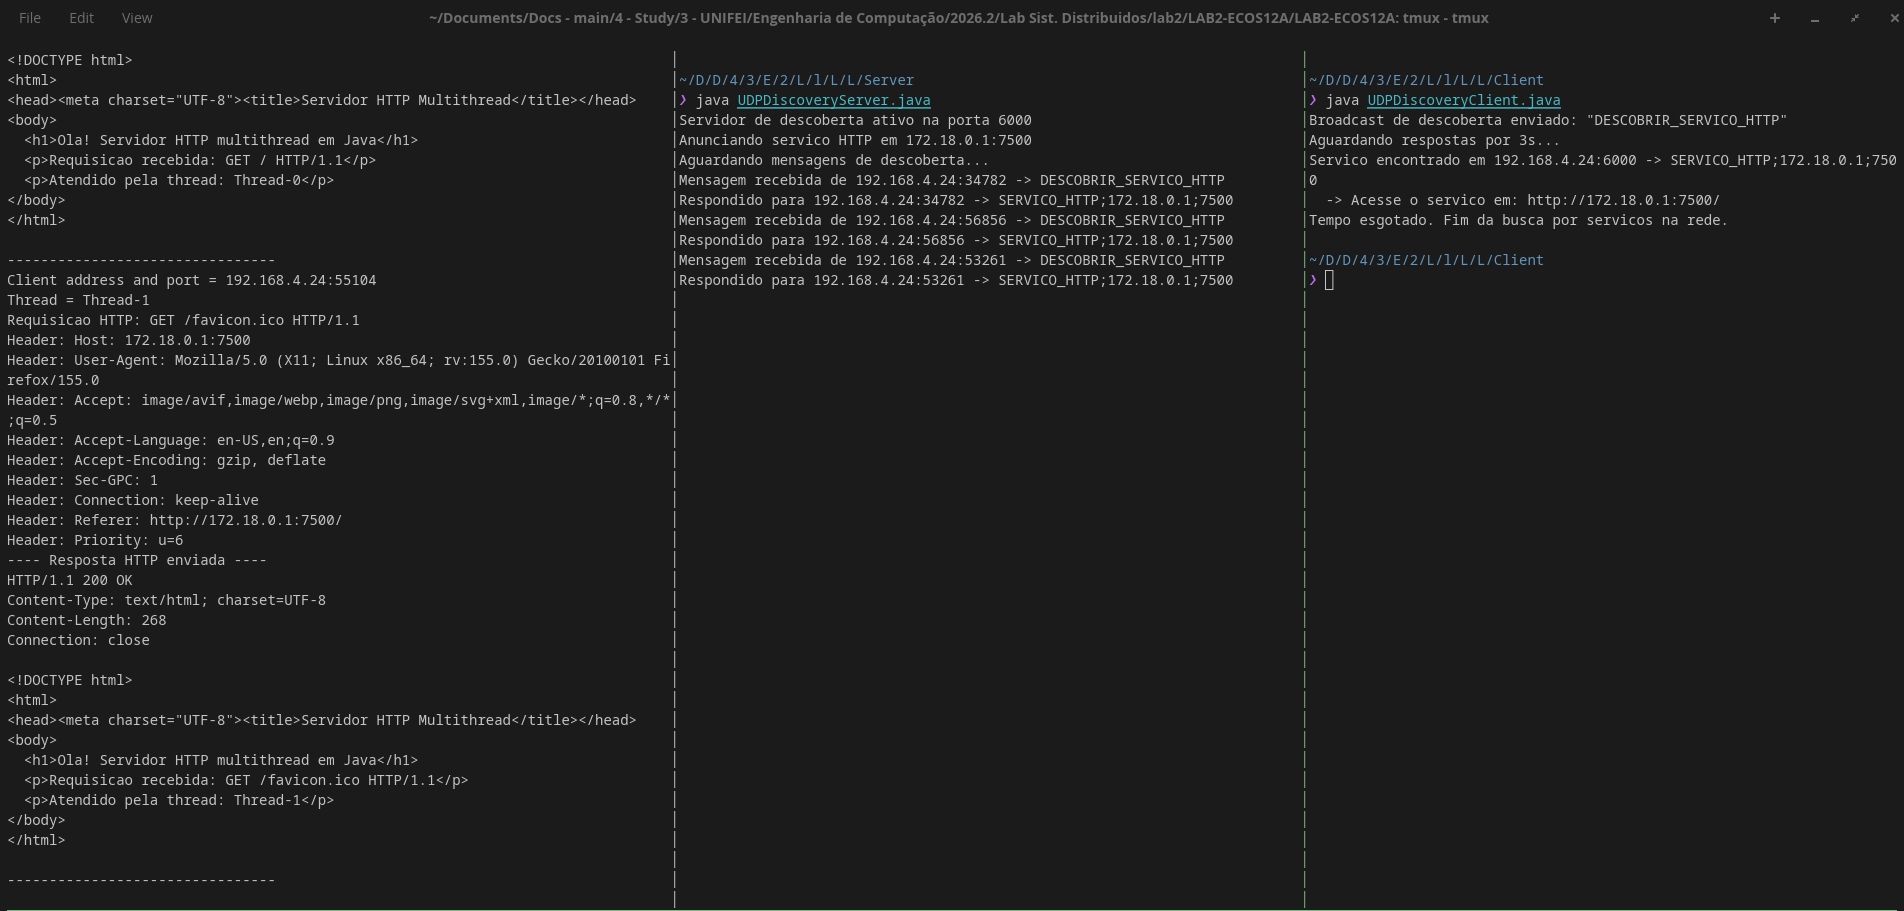 File Edit View
~/Documents/Docs - main/4 - Study/3 - UNIFEI/Engenharia de Computação/2026.2/Lab Sist. Distribuidos/lab2/LAB2-ECOS12A/LAB2-ECOS12A: tmux - tmux
<!DOCTYPE html>
<html>
<head><meta charset="UTF-8"><title>Servidor HTTP Multithread</title></head>
<body>
  <h1>Ola! Servidor HTTP multithread em Java</h1>
  <p>Requisicao recebida: GET / HTTP/1.1</p>
  <p>Atendido pela thread: Thread-0</p>
</body>
</html>

--------------------------------
Client address and port = 192.168.4.24:55104
Thread = Thread-1
Requisicao HTTP: GET /favicon.ico HTTP/1.1
Header: Host: 172.18.0.1:7500
Header: User-Agent: Mozilla/5.0 (X11; Linux x86_64; rv:155.0) Gecko/20100101 Fi
refox/155.0
Header: Accept: image/avif,image/webp,image/png,image/svg+xml,image/*;q=0.8,*/*
;q=0.5
Header: Accept-Language: en-US,en;q=0.9
Header: Accept-Encoding: gzip, deflate
Header: Sec-GPC: 1
Header: Connection: keep-alive
Header: Referer: http://172.18.0.1:7500/
Header: Priority: u=6
---- Resposta HTTP enviada ----
HTTP/1.1 200 OK
Content-Type: text/html; charset=UTF-8
Content-Length: 268
Connection: close

<!DOCTYPE html>
<html>
<head><meta charset="UTF-8"><title>Servidor HTTP Multithread</title></head>
<body>
  <h1>Ola! Servidor HTTP multithread em Java</h1>
  <p>Requisicao recebida: GET /favicon.ico HTTP/1.1</p>
  <p>Atendido pela thread: Thread-1</p>
</body>
</html>

--------------------------------
~/D/D/4/3/E/2/L/l/L/L/Server
❯ java UDPDiscoveryServer.java
Servidor de descoberta ativo na porta 6000
Anunciando servico HTTP em 172.18.0.1:7500
Aguardando mensagens de descoberta...
Mensagem recebida de 192.168.4.24:34782 -> DESCOBRIR_SERVICO_HTTP
Respondido para 192.168.4.24:34782 -> SERVICO_HTTP;172.18.0.1;7500
Mensagem recebida de 192.168.4.24:56856 -> DESCOBRIR_SERVICO_HTTP
Respondido para 192.168.4.24:56856 -> SERVICO_HTTP;172.18.0.1;7500
Mensagem recebida de 192.168.4.24:53261 -> DESCOBRIR_SERVICO_HTTP
Respondido para 192.168.4.24:53261 -> SERVICO_HTTP;172.18.0.1;7500
~/D/D/4/3/E/2/L/l/L/L/Client
❯ java UDPDiscoveryClient.java
Broadcast de descoberta enviado: "DESCOBRIR_SERVICO_HTTP"
Aguardando respostas por 3s...
Servico encontrado em 192.168.4.24:6000 -> SERVICO_HTTP;172.18.0.1;750
0
  -> Acesse o servico em: http://172.18.0.1:7500/
Tempo esgotado. Fim da busca por servicos na rede.

~/D/D/4/3/E/2/L/l/L/L/Client
❯